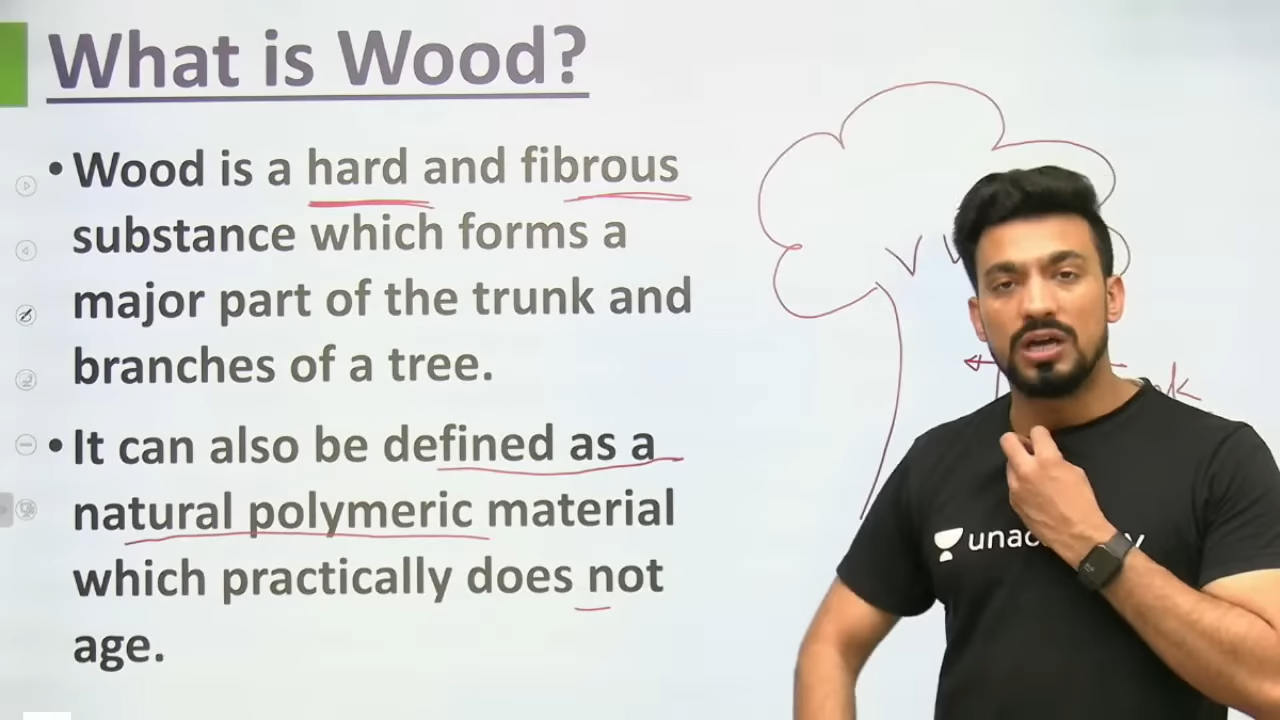 What is Wood?
• Wood is a hard and fibrous
substance which forms a
major part of the trunk and
branches of a tree.
• It can also be defined as a
natural polymeric material
which practically does not
age.